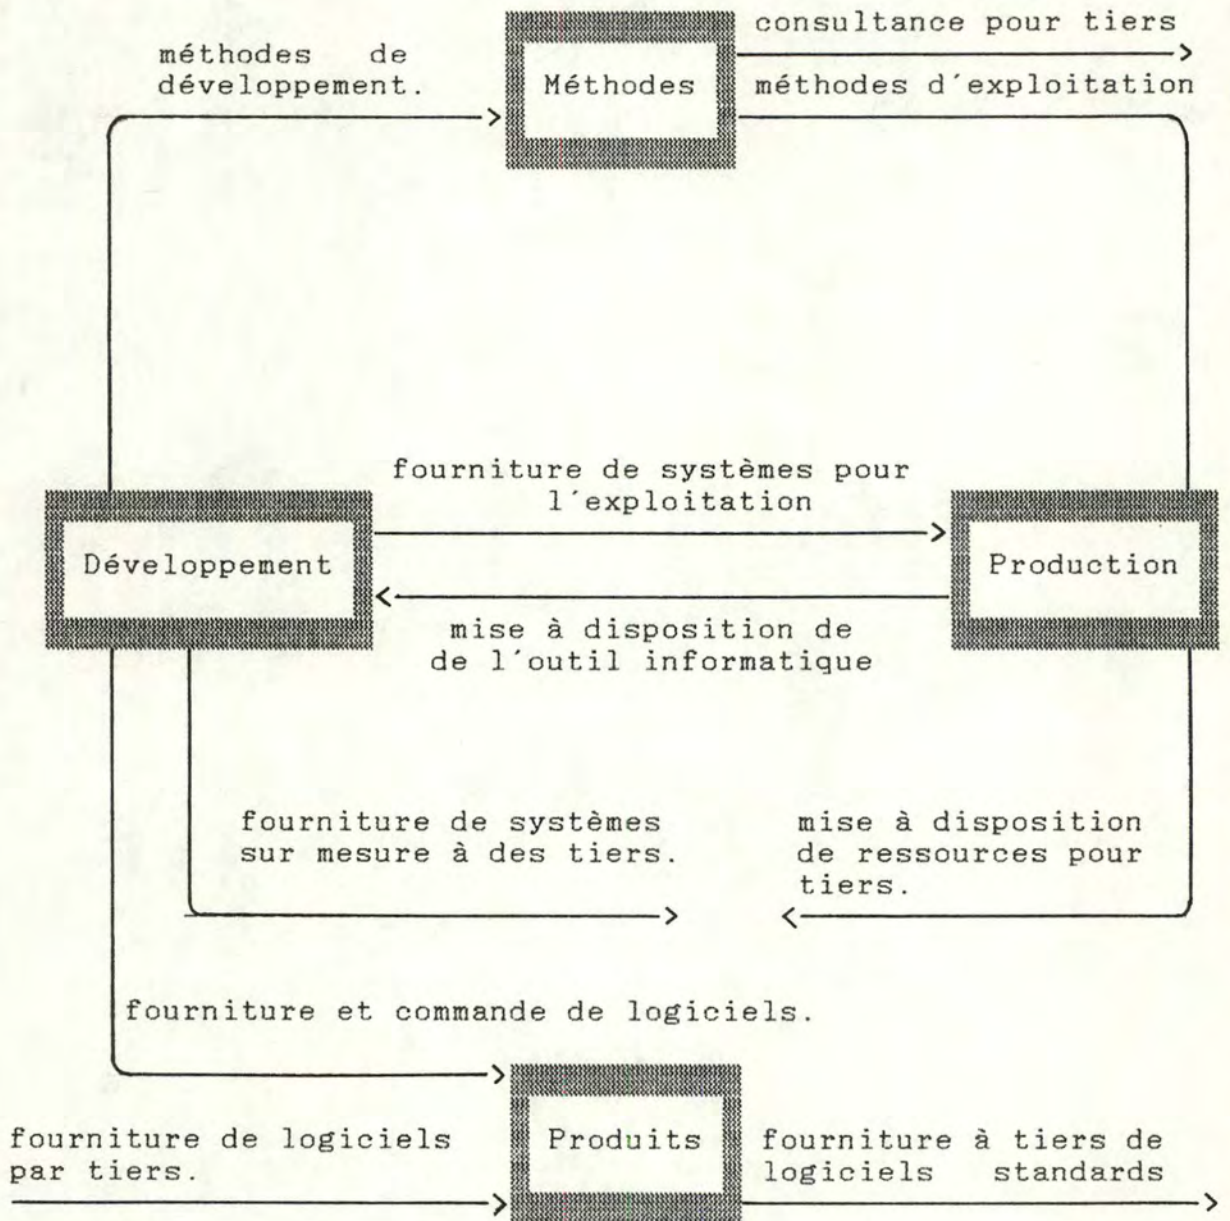 consultance pour tiers
méthodes de
développement.
Méthodes
méthodes d'exploitation
fourniture de systèmes pour
l'exploitation
Développement
Production
mise à disposition de
de l'outil informatique
fourniture de systèmes
sur mesure à des tiers.
mise à disposition
de ressources pour
tiers.
fourniture et commande de logiciels.
fourniture de logiciels
par tiers.
Produits
fourniture à tiers de
logiciels standards